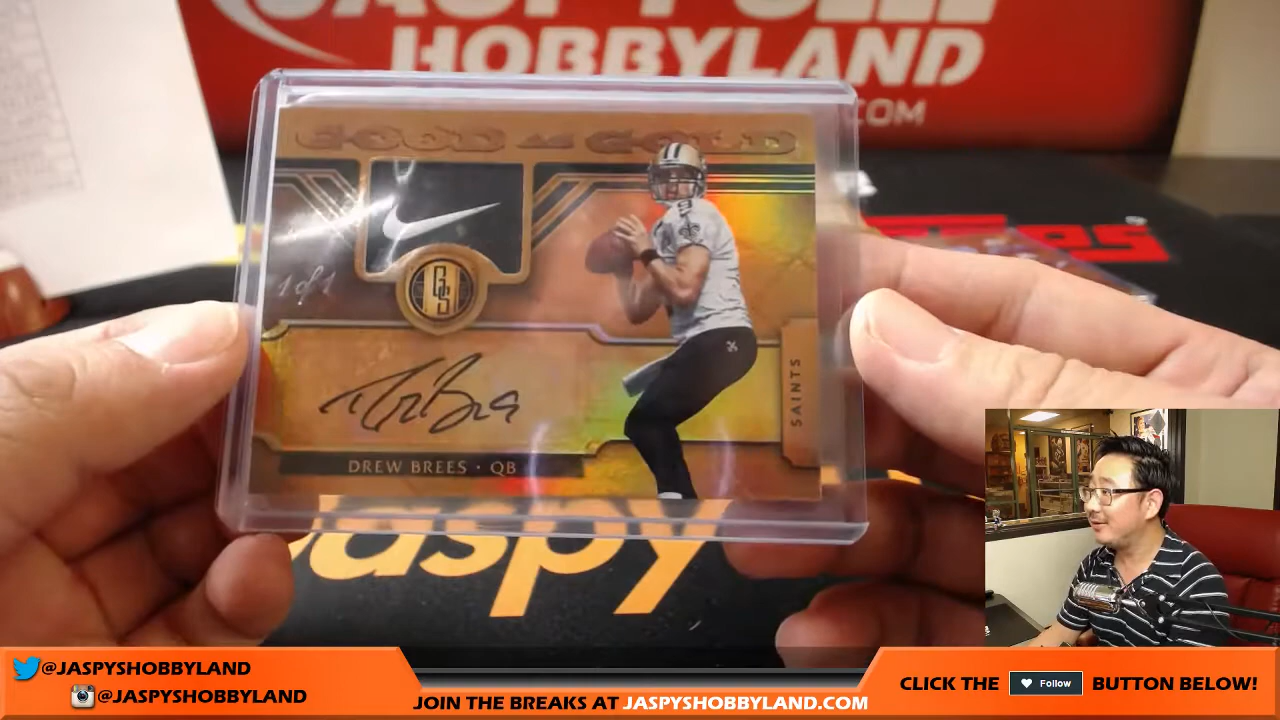 HOBBYLAND
.COM
GOOD AS GOLD
9
1 of 1
GS
SAINTS
DREW BREES · QB
Jaspy
@JASPYSHOBBYLAND
@JASPYSHOBBYLAND
JOIN THE BREAKS AT JASPYSHOBBYLAND.COM
CLICK THE Follow BUTTON BELOW!